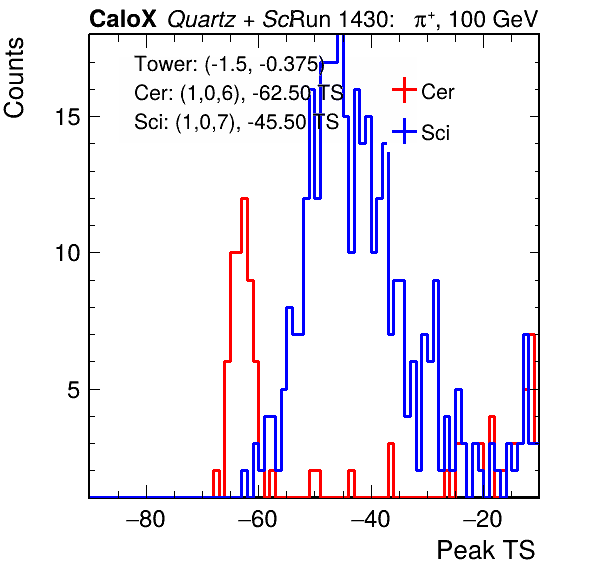 CaloX Quartz + ScRun 1430: π⁺, 100 GeV
Counts
Tower: (-1.5, -0.375)
Cer: (1,0,6), -62.50 TS
Sci: (1,0,7), -45.50 TS
Cer
Sci
15
10
5
−80 −60 −40 −20
Peak TS